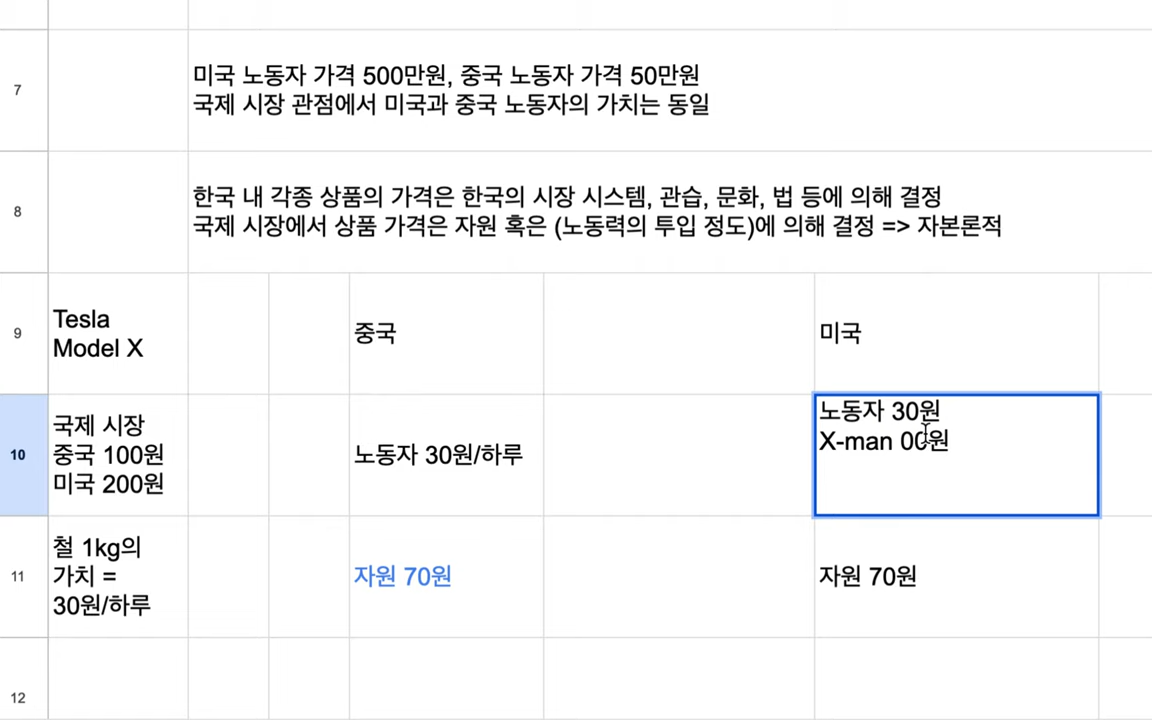 7
미국 노동자 가격 500만원, 중국 노동자 가격 50만원
국제 시장 관점에서 미국과 중국 노동자의 가치는 동일
8
한국 내 각종 상품의 가격은 한국의 시장 시스템, 관습, 문화, 법 등에 의해 결정
국제 시장에서 상품 가격은 자원 혹은 (노동력의 투입 정도)에 의해 결정 => 자본론적
9
Tesla
Model X
중국
미국
10
국제 시장
중국 100원
미국 200원
노동자 30원/하루
노동자 30원
X-man 00원
11
철 1kg의
가치 =
30원/하루
자원 70원
자원 70원
12